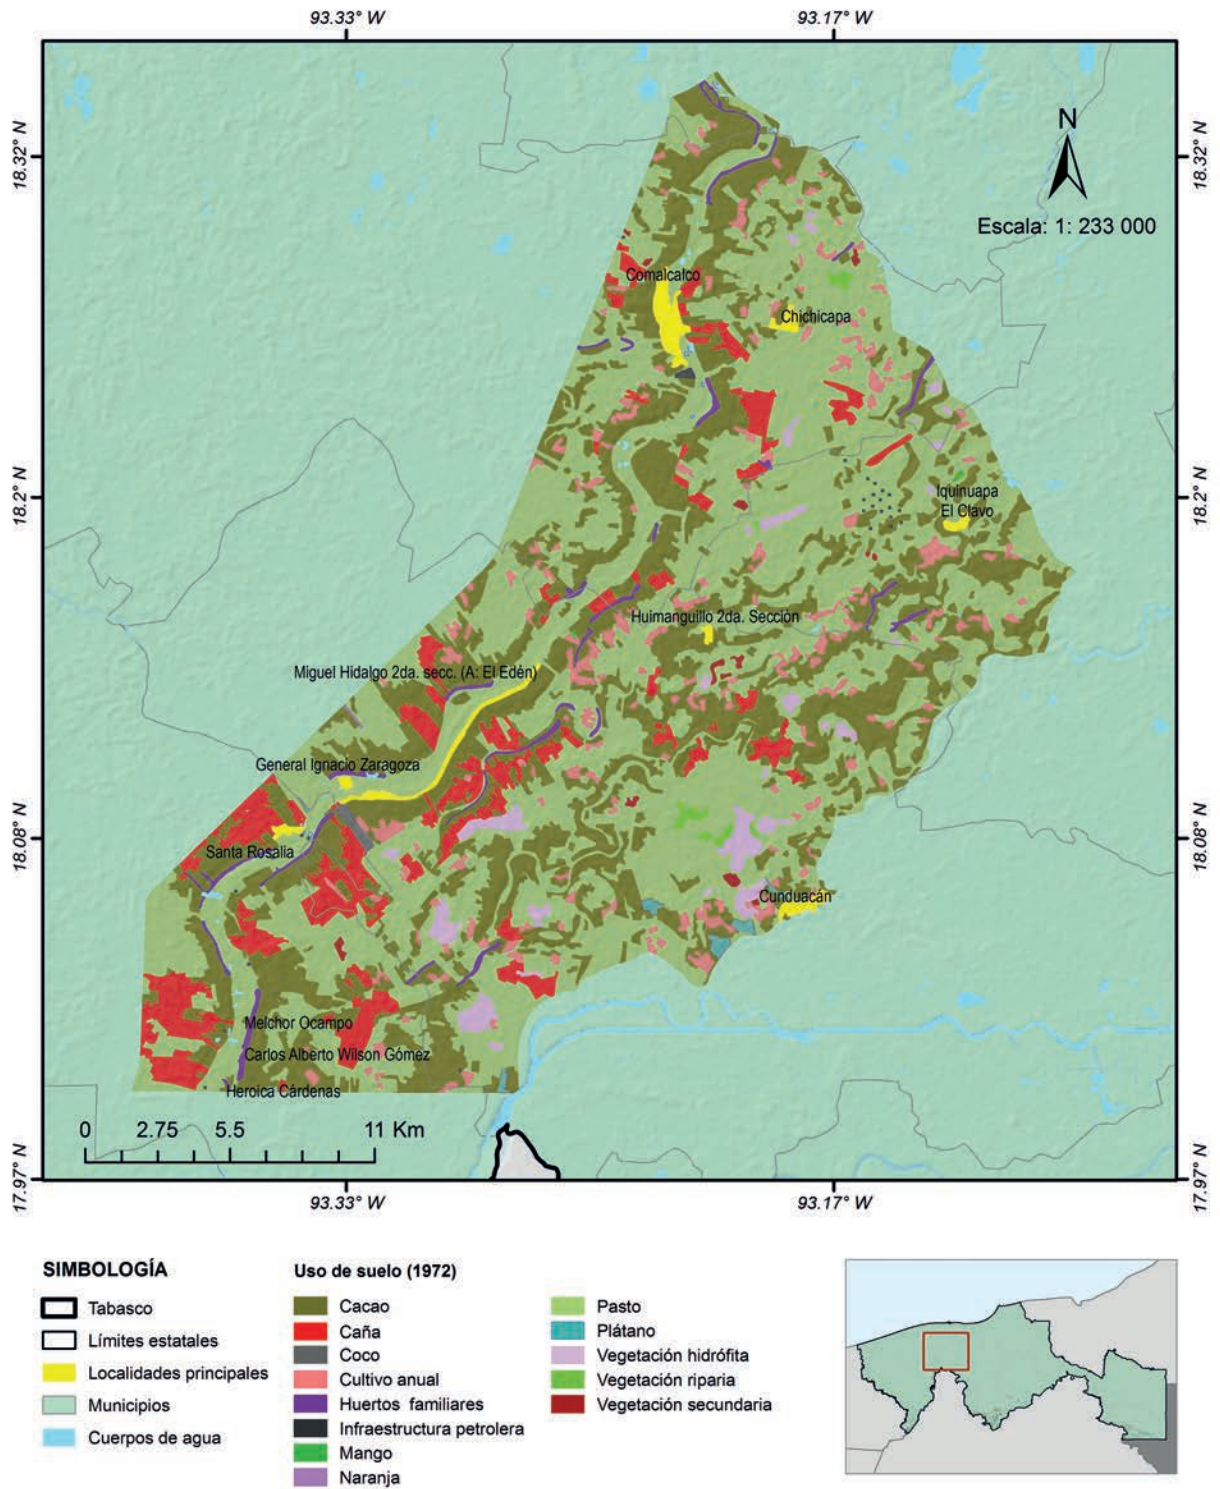 93.33° W
93.17° W
18.32° N
18.32° N
N
Escala: 1: 233 000
Comalcalco
Chichicapa
18.2° N
18.2° N
Iquinuapa
El Clavo
Huimanguillo 2da. Sección
Miguel Hidalgo 2da. secc. (A: El Edén)
General Ignacio Zaragoza
18.08° N
18.08° N
Santa Rosalia
Cunduacán
Melchor Ocampo
Carlos Alberto Wilson Gómez
Heroica Cárdenas
0 2.75 5.5 11 Km
17.97° N
17.97° N
93.33° W
93.17° W
SIMBOLOGÍA
Tabasco
Límites estatales
Localidades principales
Municipios
Cuerpos de agua
Uso de suelo (1972)
Cacao
Caña
Coco
Cultivo anual
Huertos familiares
Infraestructura petrolera
Mango
Naranja
Pasto
Plátano
Vegetación hidrófita
Vegetación riparia
Vegetación secundaria